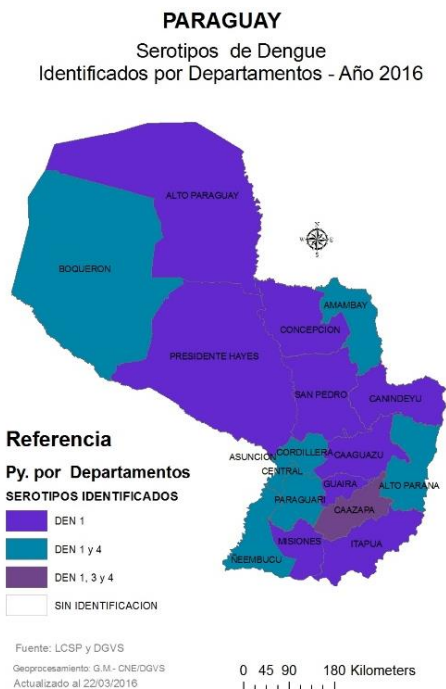 PARAGUAY
Serotipos de Dengue
Identificados por Departamentos - Año 2016
ALTO PARAGUAY
N
W
E
S
BOQUERON
AMAMBAY
CONCEPCION
PRESIDENTE HAYES
SAN PEDRO
CANINDEYU
Referencia
ASUNCION
CORDILLERA
CAAGUAZU
CENTRAL
Py. por Departamentos
GUAIRA
ALTO PARANA
SEROTIPOS IDENTIFICADOS
PARAGUARI
CAAZAPA
DEN 1
MISIONES
ITAPUA
DEN 1 y 4
ÑEEMBUCU
DEN 1, 3 y 4
SIN IDENTIFICACION
Fuente: LCSP y DGVS
Geoprocesamiento: G.M.- CNE/DGVS
Actualizado al 22/03/2016
0 45 90 180 Kilometers